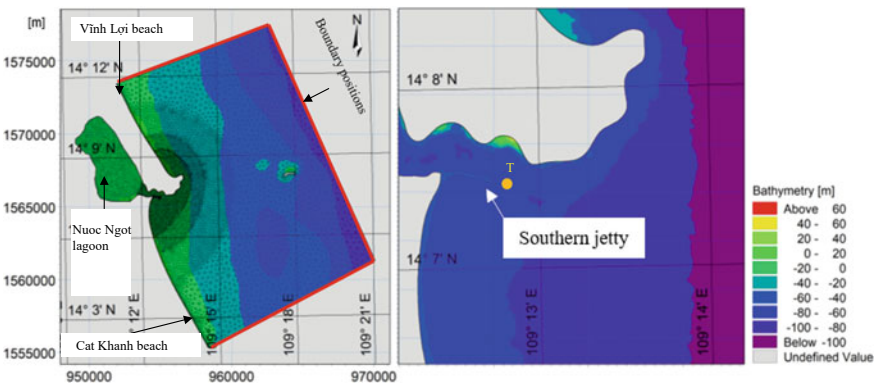 [m]
Vĩnh Lợi beach
N
Boundary positions
1575000
14° 12' N
1570000
14° 9' N
1565000
'Nuoc Ngot
lagoon
1560000
14° 3' N
12' E
109° 15' E
109° 18' E
109° 21' E
Cat Khanh beach
1555000
950000
960000
970000
14° 8' N
T
Southern jetty
14° 7' N
109° 13' E
109° 14' E
Bathymetry [m]
Above 60
40 - 60
20 - 40
0 - 20
-20 - 0
-40 - -20
-60 - -40
-80 - -60
-100 - -80
Below -100
Undefined Value